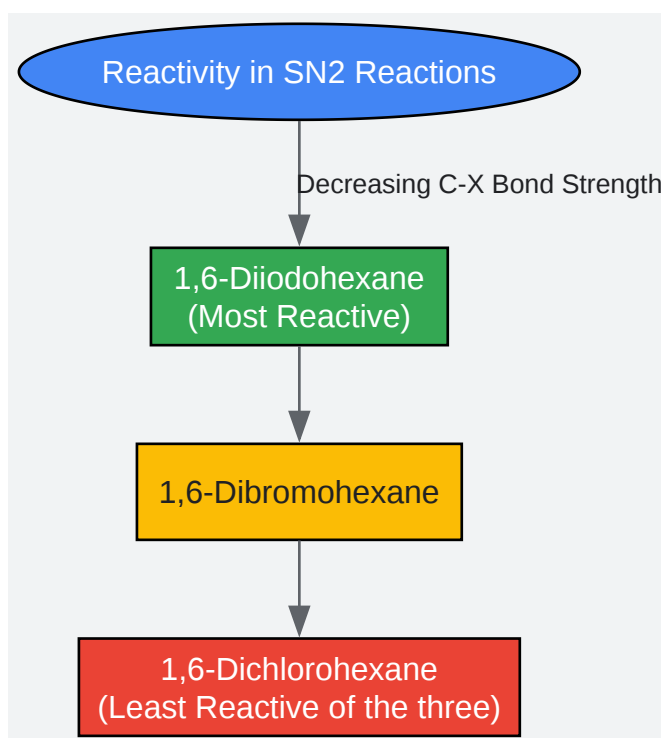 Reactivity in SN2 Reactions
Decreasing C-X Bond Strength
1,6-Diiodohexane
(Most Reactive)
1,6-Dibromohexane
1,6-Dichlorohexane
(Least Reactive of the three)